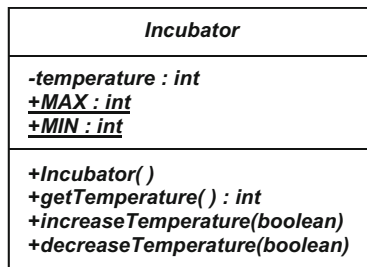 Incubator
-temperature : int
+MAX : int
+MIN : int
+Incubator( )
+getTemperature( ) : int
+increaseTemperature(boolean)
+decreaseTemperature(boolean)